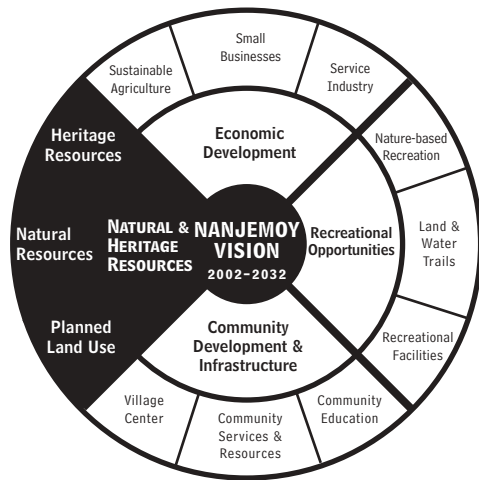 Small
Businesses
Sustainable
Agriculture
Service
Industry
Heritage
Resources
Economic
Development
Nature-based
Recreation
Natural
Resources
NATURAL &
HERITAGE
RESOURCES
NANJEMOY
VISION
2002-2032
Recreational
Opportunities
Land &
Water
Trails
Planned
Land Use
Community
Development &
Infrastructure
Recreational
Facilities
Village
Center
Community
Services &
Resources
Community
Education